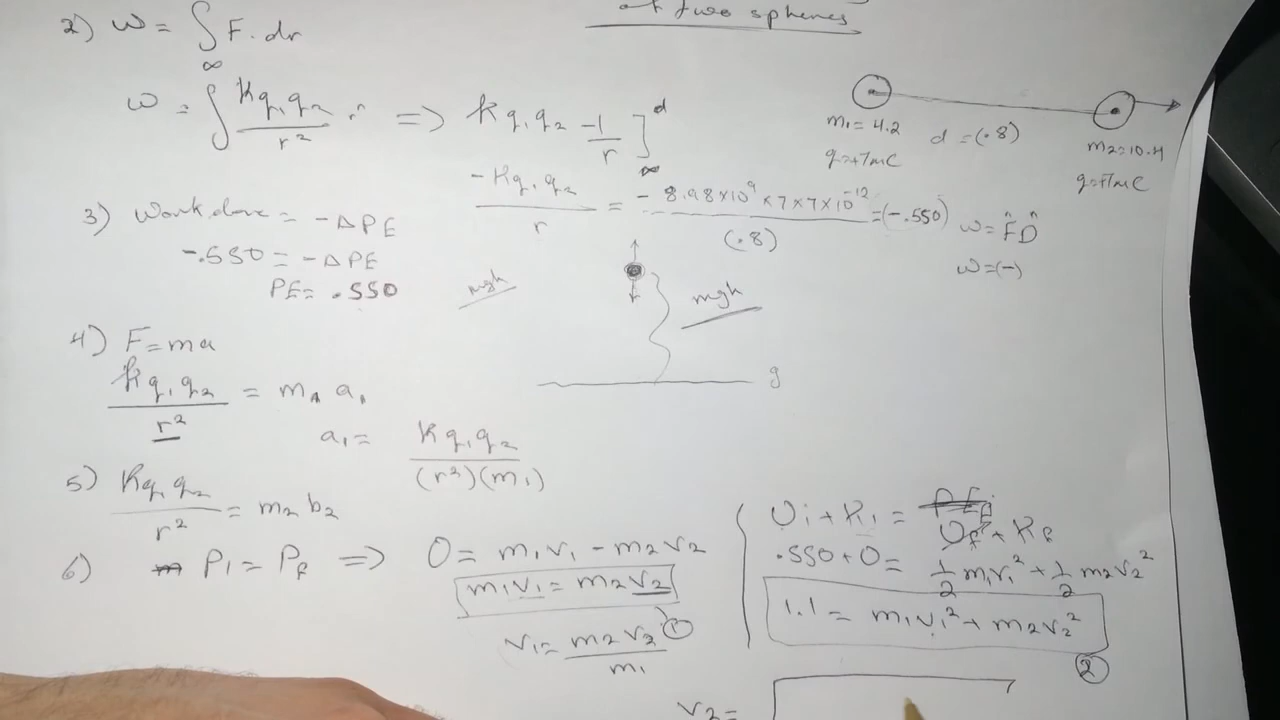 of two spheres
2) W = ∫ F. dr
∞
W = ∫ Kq1q2/r² r̂ => Kq1q2 -1/r ]d ∞
m1=4.2
q=+7mC
d=(.8)
m2=10.4
q=+7mC
-Kq1q2/r = - 8.98×10⁹×7×7×10⁻¹²/(.8) =(-.550)
W=F̂D̂
W=(-)
3) Work done = -ΔPE
-.550 = -ΔPE
PE= .550
mgh
mgh
g
4) F=ma
Kq1q2/r² = m1 a1
a1= Kq1q2/(r²)(m1)
5) Kq1q2/r² = m2 b2
6) Pi = Pf => 0= m1v1 - m2v2
m1v1 = m2v2
v1= m2v2/m1 ①
Ui+Ki = Uf+Kf
.550+0= 1/2 m1v1²+1/2 m2v2²
1.1= m1v1²+m2v2²
②
v2=